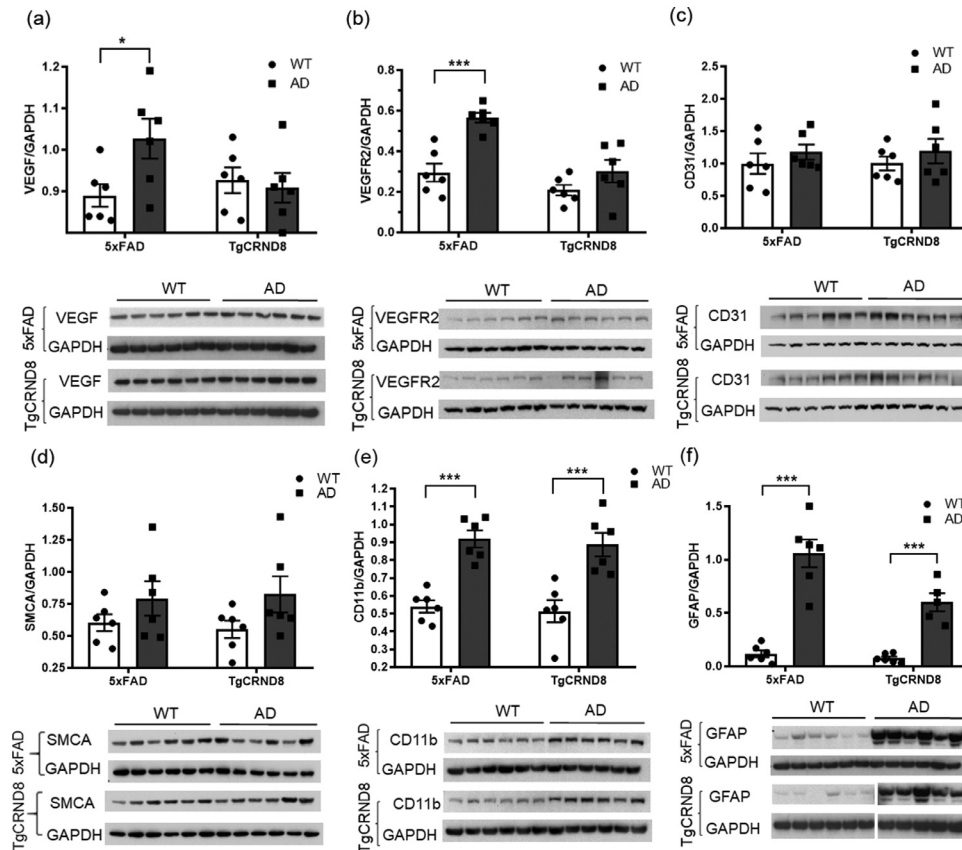 (a)
*
WT
AD
VEGF/GAPDH
1.2
1.1
1.0
0.9
5xFAD
TgCRND8
WT
AD
5xFAD
VEGF
GAPDH
TgCRND8
VEGF
GAPDH
(b)
***
WT
AD
VEGFR2/GAPDH
0.8
0.6
0.4
0.2
0.0
5xFAD
TgCRND8
WT
AD
5xFAD
VEGFR2
GAPDH
TgCRND8
VEGFR2
GAPDH
(c)
WT
AD
CD31/GAPDH
2.5
2.0
1.5
1.0
0.5
0.0
5xFAD
TgCRND8
WT
AD
5xFAD
CD31
GAPDH
TgCRND8
CD31
GAPDH
(d)
WT
AD
SMCA/GAPDH
1.50
1.25
1.00
0.75
0.50
0.25
5xFAD
TgCRND8
WT
AD
5xFAD
SMCA
GAPDH
TgCRND8
SMCA
GAPDH
(e)
***
***
WT
AD
CD11b/GAPDH
1.2
1.1
1.0
0.9
0.8
0.7
0.6
0.5
0.4
0.3
0.2
5xFAD
TgCRND8
WT
AD
5xFAD
CD11b
GAPDH
TgCRND8
CD11b
GAPDH
(f)
***
***
WT
AD
GFAP/GAPDH
1.5
1.0
0.5
0.0
5xFAD
TgCRND8
WT
AD
5xFAD
GFAP
GAPDH
TgCRND8
GFAP
GAPDH